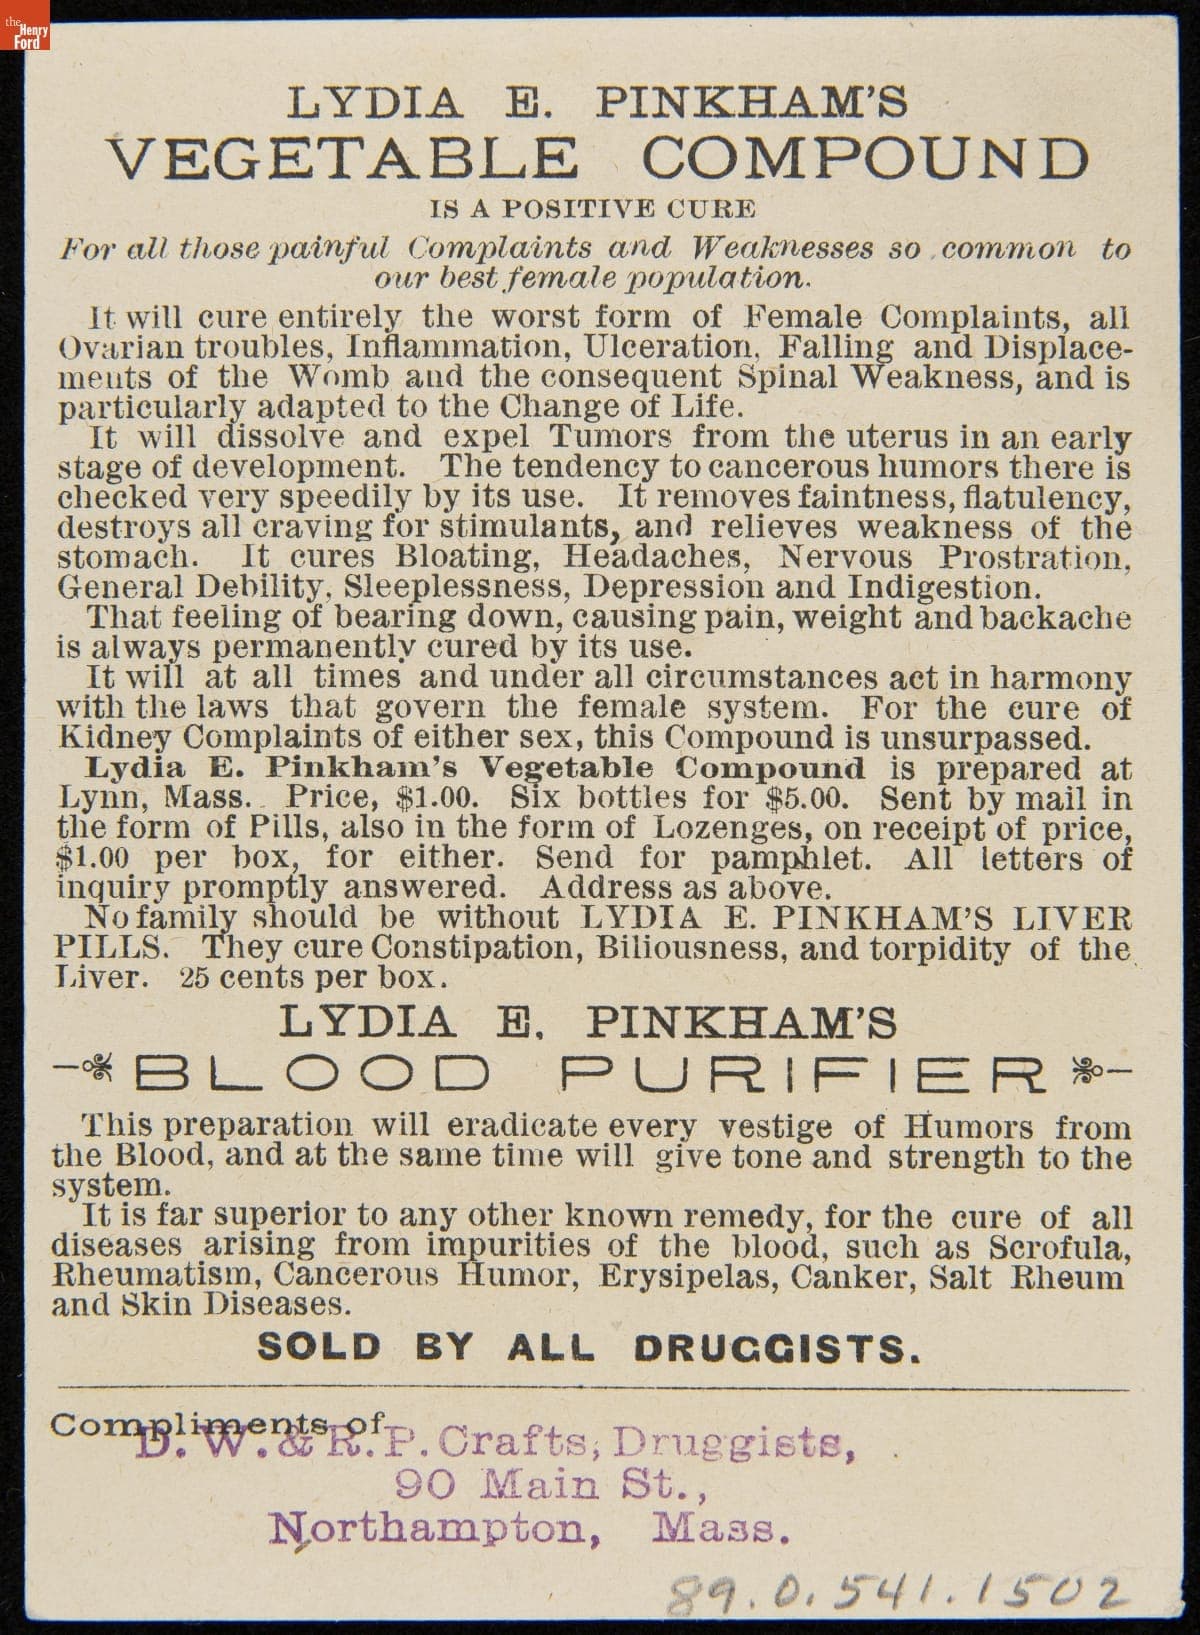 the
Henry
Ford
LYDIA E. PINKHAM'S
VEGETABLE COMPOUND
IS A POSITIVE CURE
For all those painful Complaints and Weaknesses so common to
our best female population.
It will cure entirely the worst form of Female Complaints, all
Ovarian troubles, Inflammation, Ulceration, Falling and Displace-
ments of the Womb and the consequent Spinal Weakness, and is
particularly adapted to the Change of Life.
It will dissolve and expel Tumors from the uterus in an early
stage of development. The tendency to cancerous humors there is
checked very speedily by its use. It removes faintness, flatulency,
destroys all craving for stimulants, and relieves weakness of the
stomach. It cures Bloating, Headaches, Nervous Prostration,
General Debility, Sleeplessness, Depression and Indigestion.
That feeling of bearing down, causing pain, weight and backache
is always permanently cured by its use.
It will at all times and under all circumstances act in harmony
with the laws that govern the female system. For the cure of
Kidney Complaints of either sex, this Compound is unsurpassed.
Lydia E. Pinkham's Vegetable Compound is prepared at
Lynn, Mass. Price, $1.00. Six bottles for $5.00. Sent by mail in
the form of Pills, also in the form of Lozenges, on receipt of price,
$1.00 per box, for either. Send for pamphlet. All letters of
inquiry promptly answered. Address as above.
No family should be without LYDIA E. PINKHAM'S LIVER
PILLS. They cure Constipation, Biliousness, and torpidity of the
Liver. 25 cents per box.
LYDIA E. PINKHAM'S
BLOOD PURIFIER
This preparation will eradicate every vestige of Humors from
the Blood, and at the same time will give tone and strength to the
system.
It is far superior to any other known remedy, for the cure of all
diseases arising from impurities of the blood, such as Scrofula,
Rheumatism, Cancerous Humor, Erysipelas, Canker, Salt Rheum
and Skin Diseases.
SOLD BY ALL DRUGGISTS.
Compliments of
D. W. & R. P. Crafts, Druggists,
90 Main St.,
Northampton, Mass.
89.0.541.1502